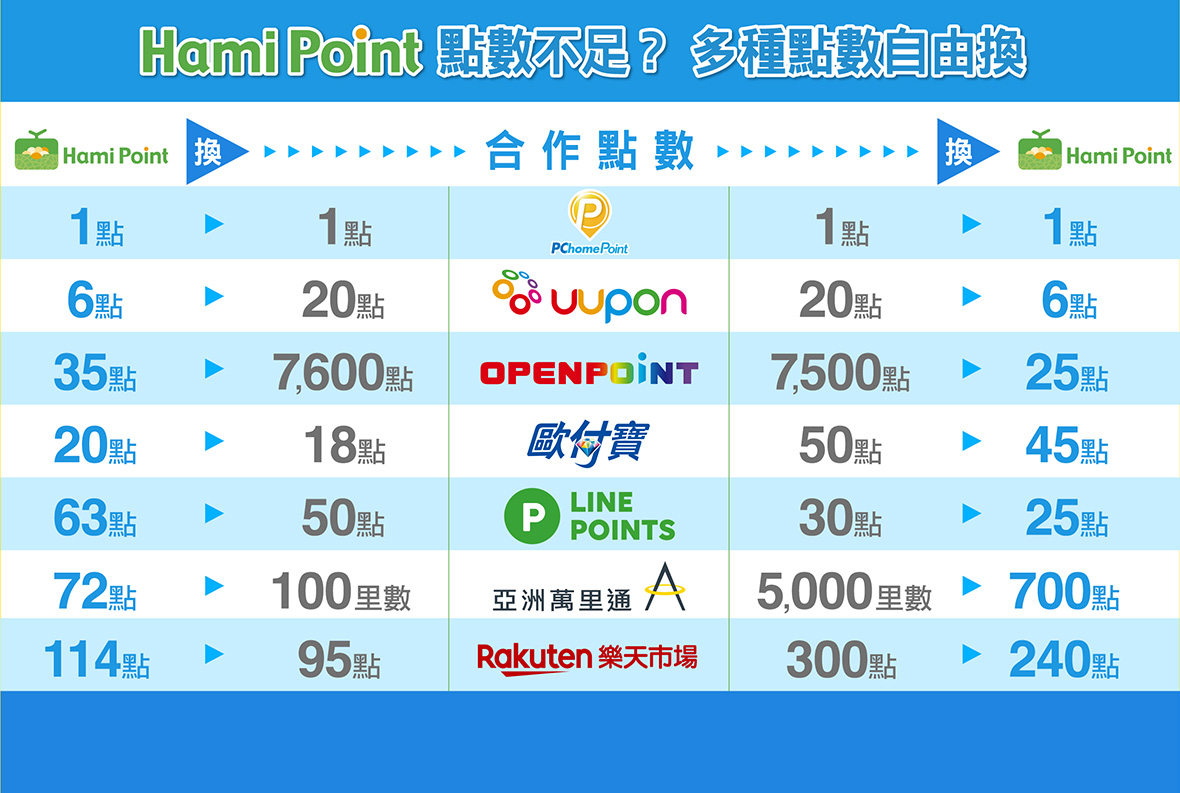 Hami Point 點數不足？ 多種點數自由換
Hami Point 換 合作點數 換 Hami Point
1點 1點 PChomePoint 1點 1點
6點 20點 UUPON 20點 6點
35點 7,600點 OPENPOINT 7,500點 25點
20點 18點 歐付寶 50點 45點
63點 50點 P LINE POINTS 30點 25點
72點 100里數 亞洲萬里通 5,000里數 700點
114點 95點 Rakuten 樂天市場 300點 240點